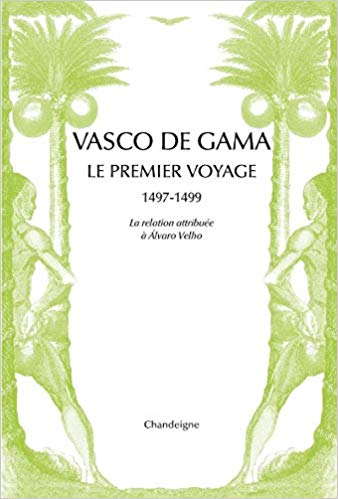 VASCO DE GAMA
LE PREMIER VOYAGE
1497-1499
La relation attribuée
à Álvaro Velho
Chandeigne